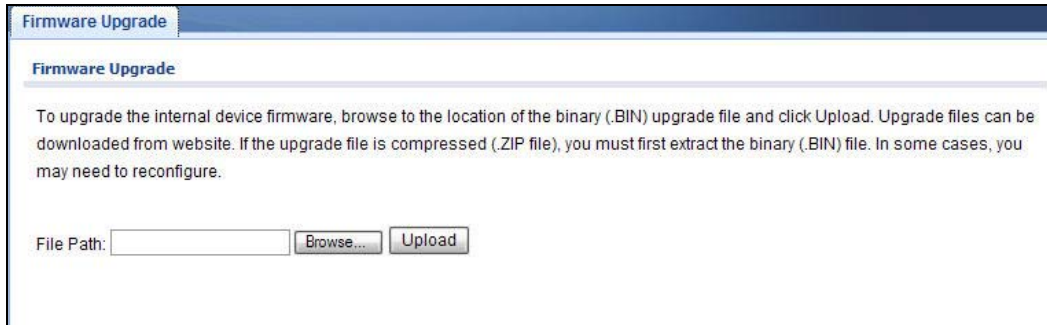 Firmware Upgrade
Firmware Upgrade
To upgrade the internal device firmware, browse to the location of the binary (.BIN) upgrade file and click Upload. Upgrade files can be
downloaded from website. If the upgrade file is compressed (.ZIP file), you must first extract the binary (.BIN) file. In some cases, you
may need to reconfigure.
File Path: Browse... Upload